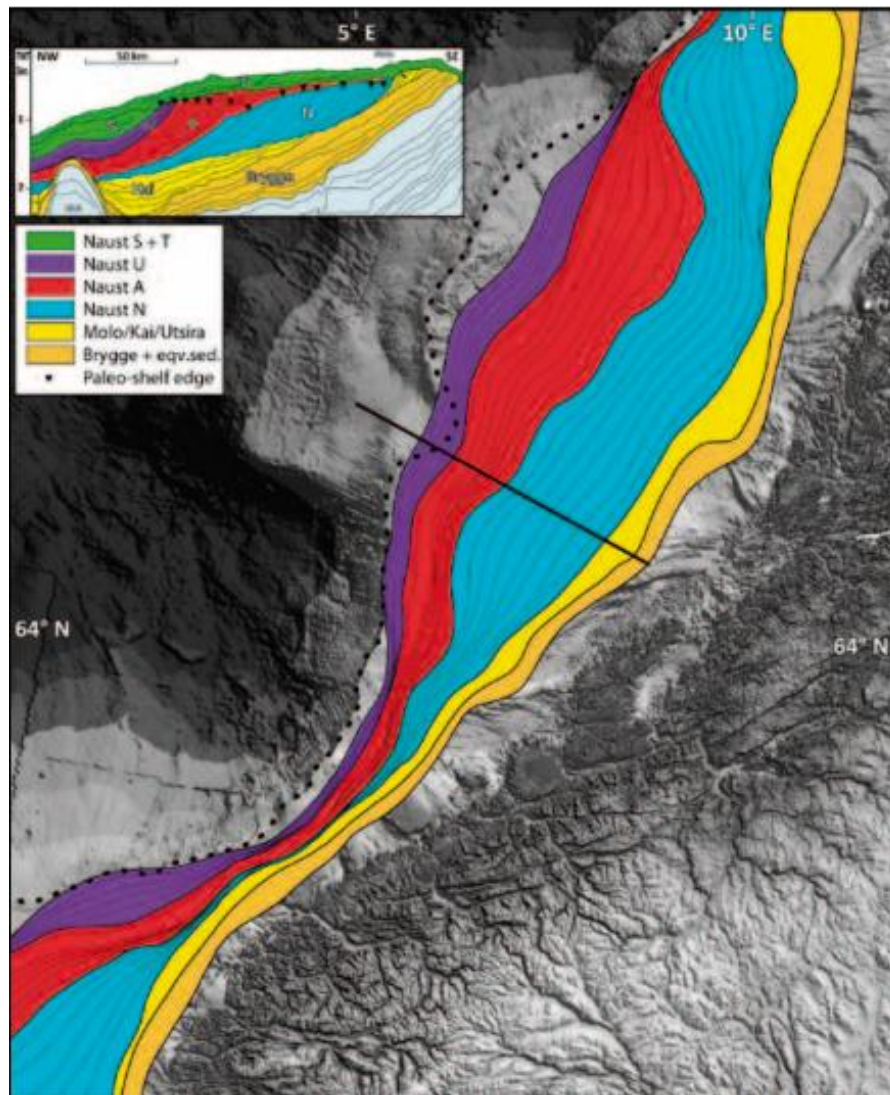 5° E
10° E
NW
50 km
SE
N
Kai
Brygge
Naust S + T
Naust U
Naust A
Naust N
Molo/Kai/Utsira
Brygge + eqv.sed.
Paleo-shelf edge
64° N
64° N